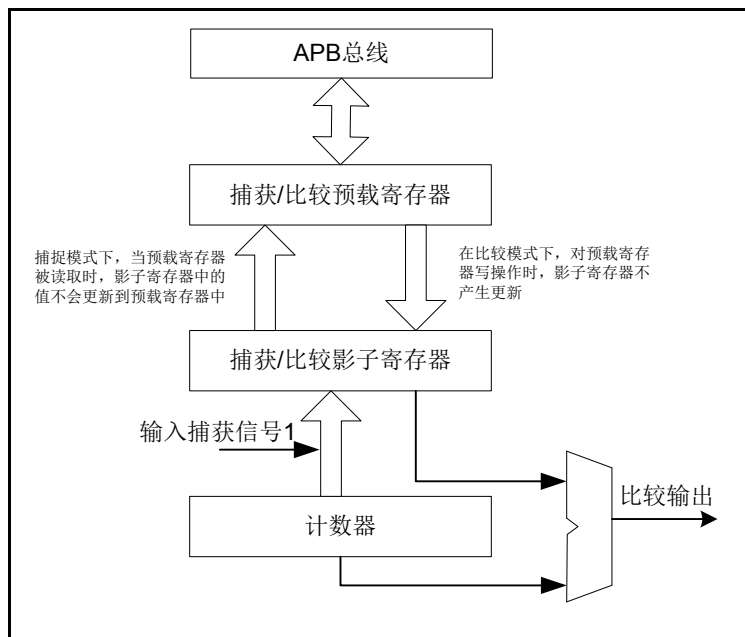 APB总线
捕获/比较预载寄存器
捕捉模式下，当预载寄存器
被读取时，影子寄存器中的
值不会更新到预载寄存器中
在比较模式下，对预载寄存
器写操作时，影子寄存器不
产生更新
捕获/比较影子寄存器
输入捕获信号1
计数器
比较输出